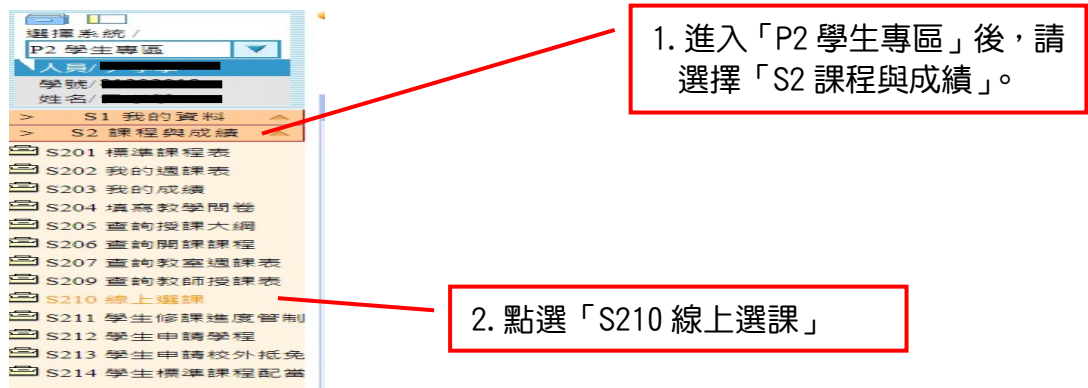 選擇系統 /
P2 學生專區
人員/
學號/
姓名/
> S1 我的資料
> S2 課程與成績
S201 標準課程表
S202 我的週課表
S203 我的成績
S204 填寫教學問卷
S205 查詢授課大綱
S206 查詢開課課程
S207 查詢教室週課表
S209 查詢教師授課表
S210 線上選課
S211 學生修課進度管制
S212 學生申請學程
S213 學生申請校外抵免
S214 學生標準課程配當
1. 進入「P2 學生專區」後，請
選擇「S2 課程與成績」。
2. 點選「S210 線上選課」